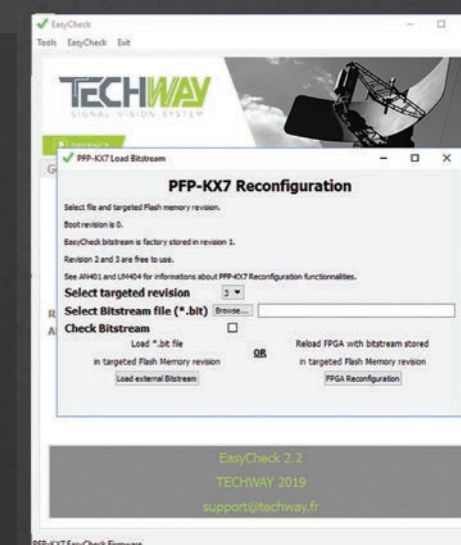 EasyCheck
Tools EasyCheck Exit
TECHWAY
SIGNAL VISION SYSTEM
DEFENCE
PFP-KX7 Load Bitstream
PFP-KX7 Reconfiguration
Select file and targeted Flash memory revision.
Boot revision is 0.
EasyCheck bitstream is factory stored in revision 1.
Revision 2 and 3 are free to use.
See AN401 and UM404 for informations about PFP-KX7 Reconfiguration functionnalities.
Select targeted revision 3
Select Bitstream file (*.bit) Browse...
Check Bitstream
Load *.bit file
in targeted Flash Memory revision
Load external Bitstream
OR
Reload FPGA with bitstream stored
in targeted Flash Memory revision
FPGA Reconfiguration
EasyCheck 2.2
TECHWAY 2019
support@techway.fr
PFP-KX7 EasyCheck Firmware